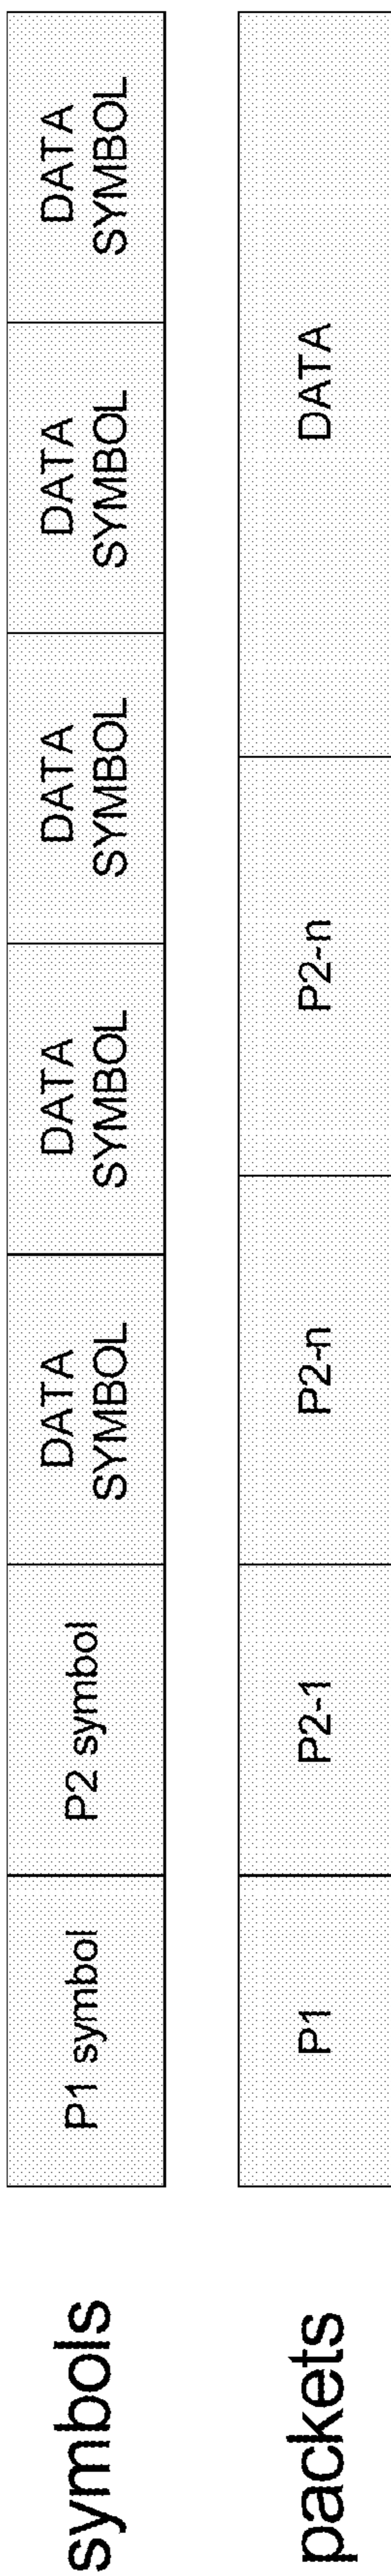 symbols
P1 symbol
P2 symbol
DATA
SYMBOL
DATA
SYMBOL
DATA
SYMBOL
DATA
SYMBOL
DATA
SYMBOL
packets
P1
P2-1
P2-n
P2-n
DATA